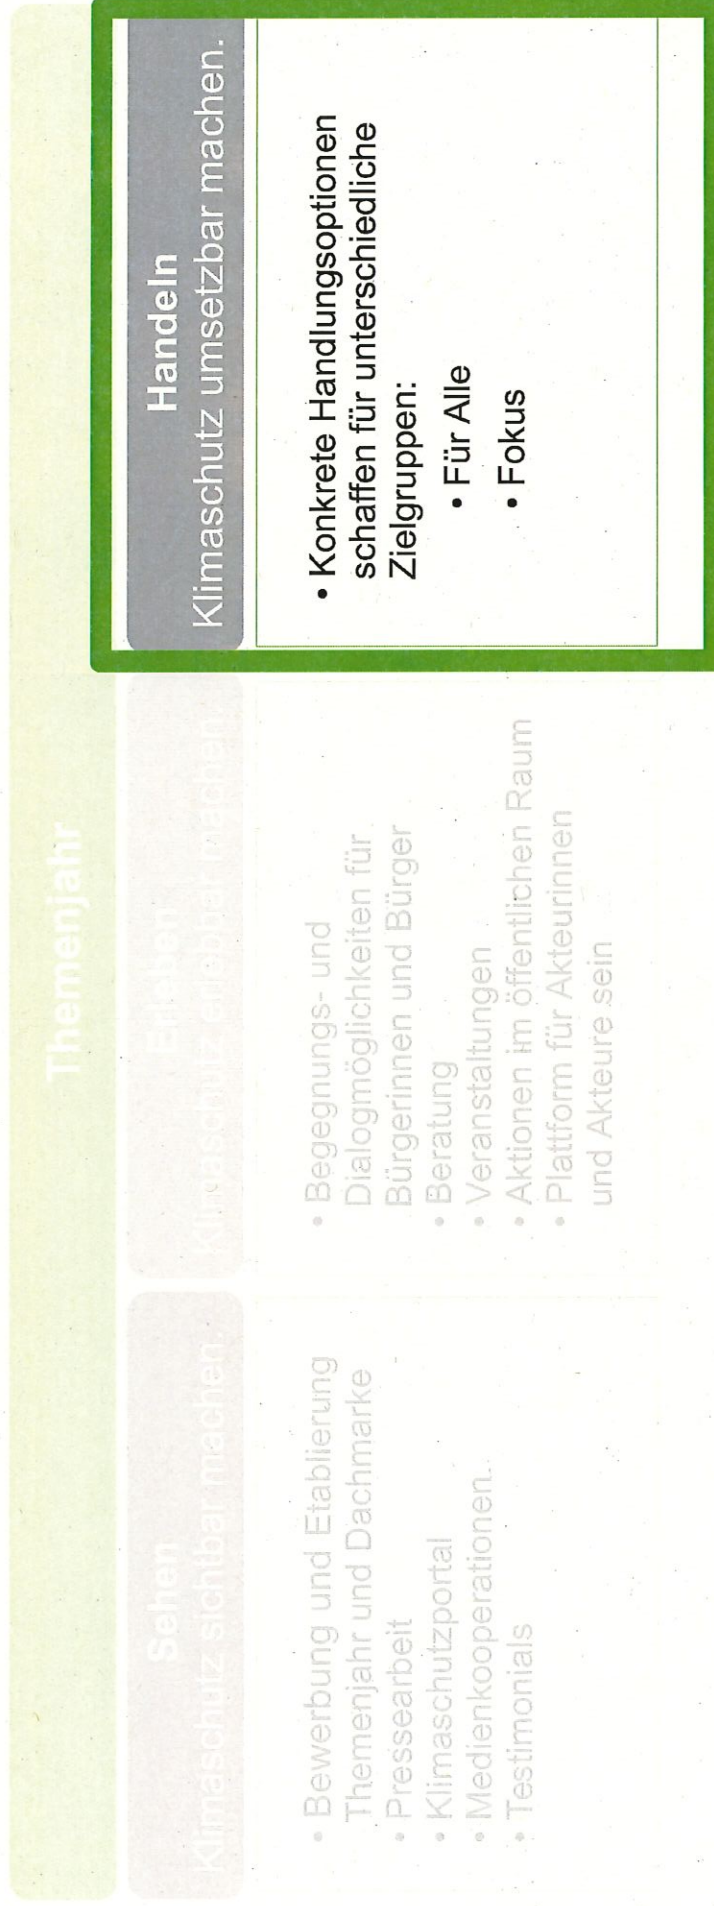 Themenjahr
Sehen
Klimaschutz sichtbar machen.
• Bewerbung und Etablierung
Themenjahr und Dachmarke
• Pressearbeit
• Klimaschutzportal
• Medienkooperationen
• Testimonials
Erleben
Klimaschutz erlebbar machen.
• Begegnungs- und
Dialogmöglichkeiten für
Bürgerinnen und Bürger
• Beratung
• Veranstaltungen
• Aktionen im öffentlichen Raum
• Plattform für Akteurinnen
und Akteure sein
Handeln
Klimaschutz umsetzbar machen.
• Konkrete Handlungsoptionen
schaffen für unterschiedliche
Zielgruppen:
• Für Alle
• Fokus